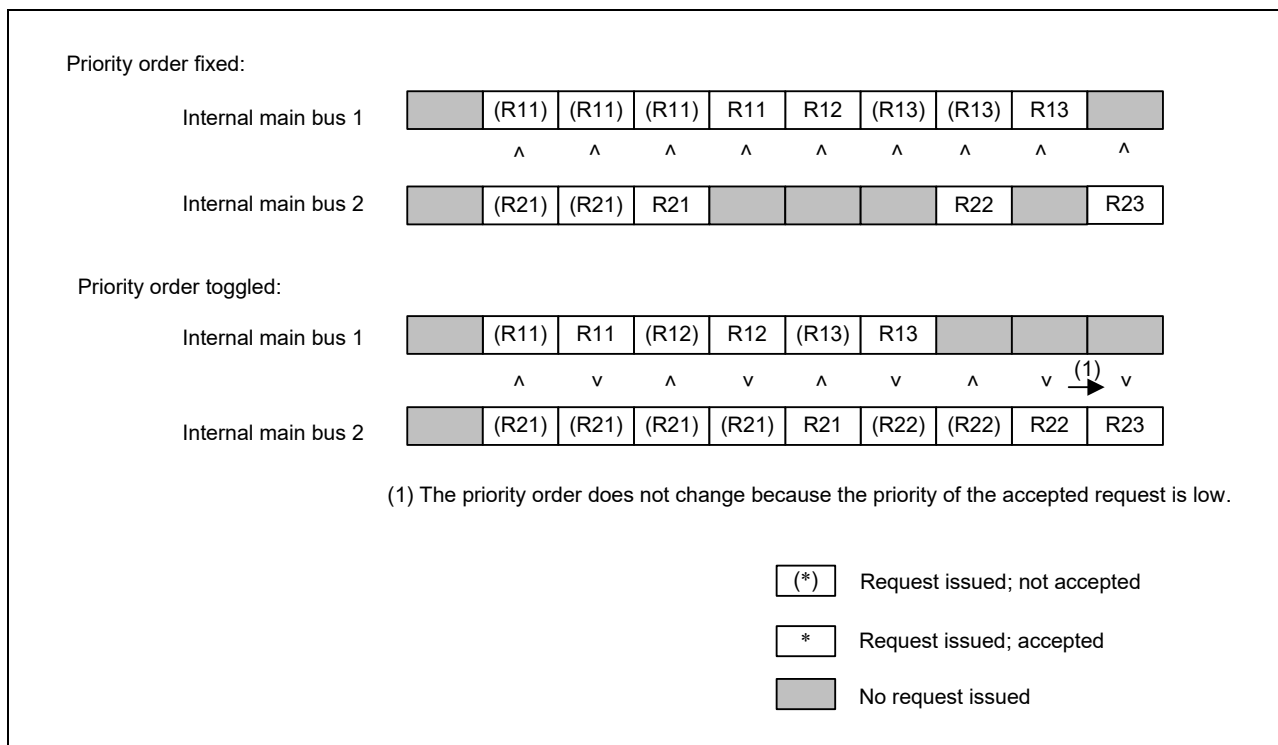 Priority order fixed:
Internal main bus 1 (R11) (R11) (R11) R11 R12 (R13) (R13) R13
^ ^ ^ ^ ^ ^ ^ ^ ^
Internal main bus 2 (R21) (R21) R21 R22 R23
Priority order toggled:
Internal main bus 1 (R11) R11 (R12) R12 (R13) R13
^ v ^ v ^ v ^ v (1) v
Internal main bus 2 (R21) (R21) (R21) (R21) R21 (R22) (R22) R22 R23
(1) The priority order does not change because the priority of the accepted request is low.
(*) Request issued; not accepted
* Request issued; accepted
No request issued